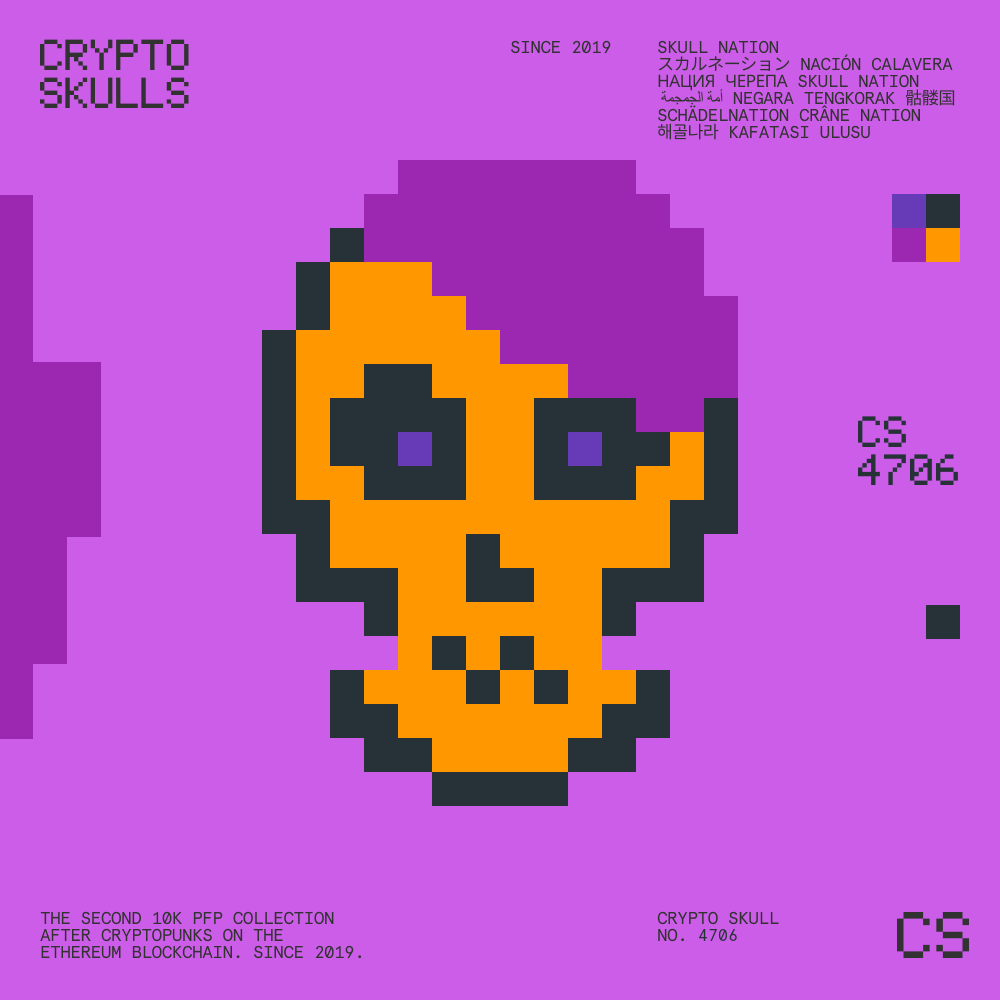 CRYPTO
SKULLS
SINCE 2019
SKULL NATION
スカルネーション NACIÓN CALAVERA
НАЦИЯ ЧЕРЕПА SKULL NATION
أمة الجمجمة NEGARA TENGKORAK 骷髅国
SCHÄDELNATION CRÂNE NATION
해골나라 KAFATASI ULUSU
CS
4706
THE SECOND 10K PFP COLLECTION
AFTER CRYPTOPUNKS ON THE
ETHEREUM BLOCKCHAIN. SINCE 2019.
CRYPTO SKULL
NO. 4706
CS